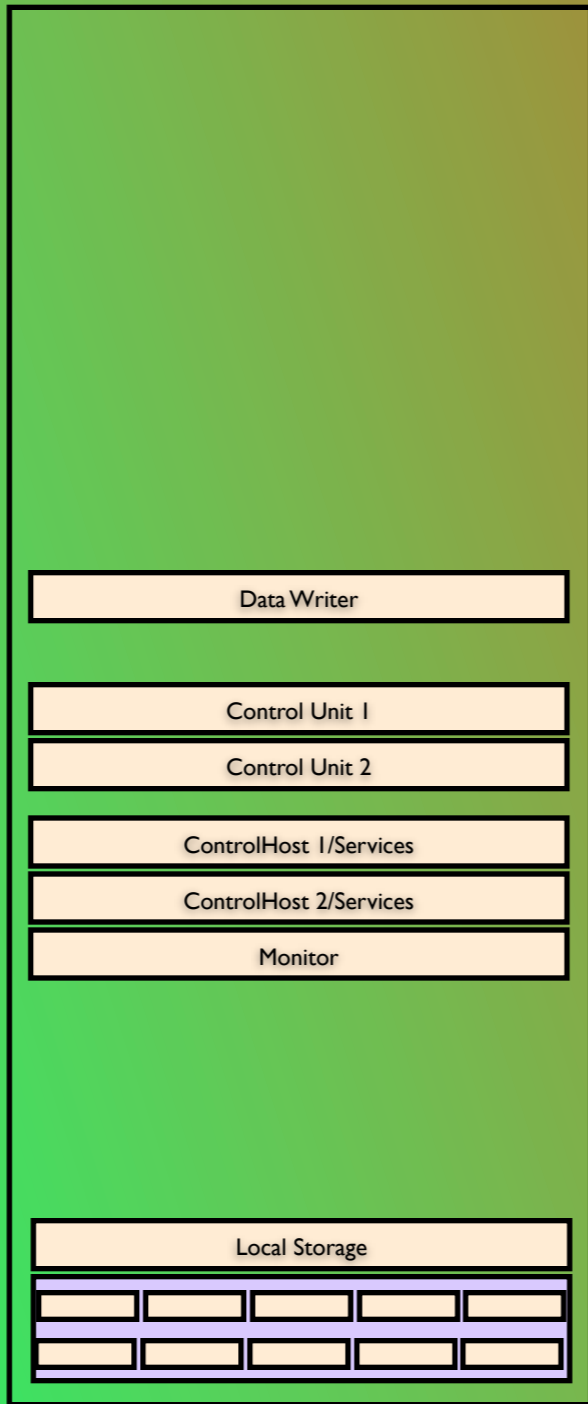 Data Writer
Control Unit 1
Control Unit 2
ControlHost 1/Services
ControlHost 2/Services
Monitor
Local Storage